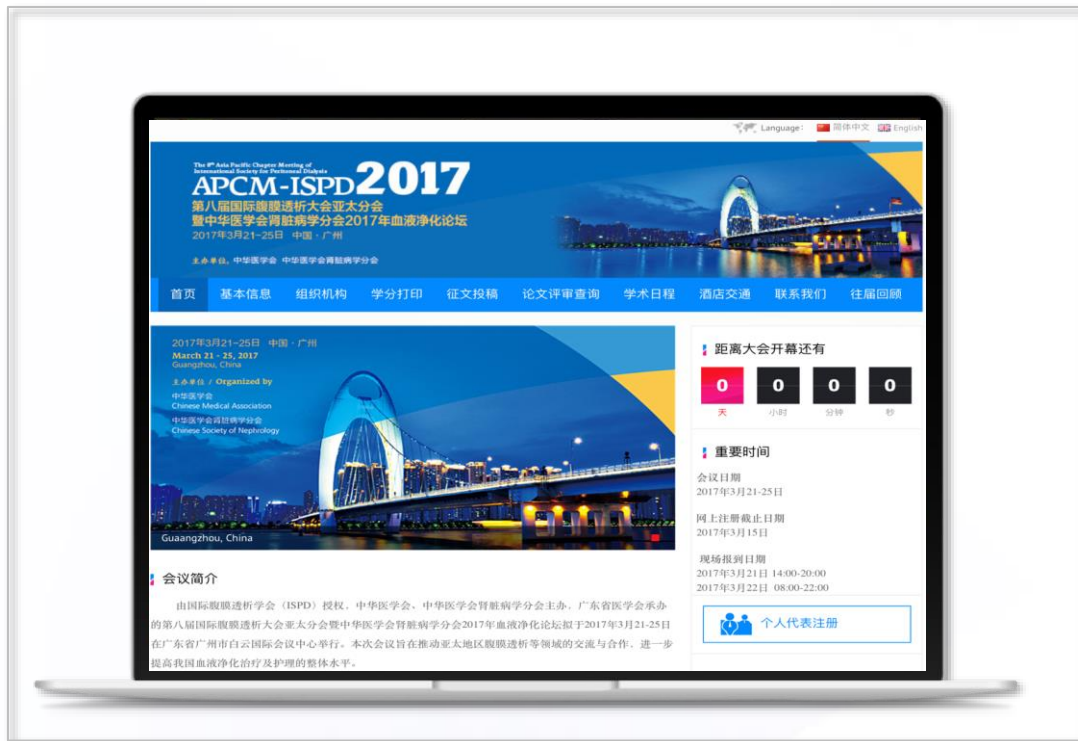 Language: 简体中文 English
The 8th Asia Pacific Chapter Meeting of
International Society for Peritoneal Dialysis
APCM-ISPD2017
第八届国际腹膜透析大会亚太分会
暨中华医学会肾脏病学分会2017年血液净化论坛
2017年3月21-25日 中国·广州
主办单位: 中华医学会 中华医学会肾脏病学分会
首页 基本信息 组织机构 学分打印 征文投稿 论文评审查询 学术日程 酒店交通 联系我们 往届回顾
2017年3月21-25日 中国·广州
March 21 - 25, 2017
Guangzhou, China
主办单位 / Organized by
中华医学会
Chinese Medical Association
中华医学会肾脏病学分会
Chinese Society of Nephrology
Guaangzhou, China
会议简介
由国际腹膜透析学会（ISPD）授权，中华医学会、中华医学会肾脏病学分会主办，广东省医学会承办
的第八届国际腹膜透析大会亚太分会暨中华医学会肾脏病学分会2017年血液净化论坛拟于2017年3月21-25日
在广东省广州市白云国际会议中心举行。本次会议旨在推动亚太地区腹膜透析等领域的交流与合作、进一步
提高我国血液净化治疗及护理的整体水平。
距离大会开幕还有
0 0 0 0
天 小时 分钟 秒
重要时间
会议日期
2017年3月21-25日
网上注册截止日期
2017年3月15日
现场报到日期
2017年3月21日 14:00-20:00
2017年3月22日 08:00-22:00
个人代表注册